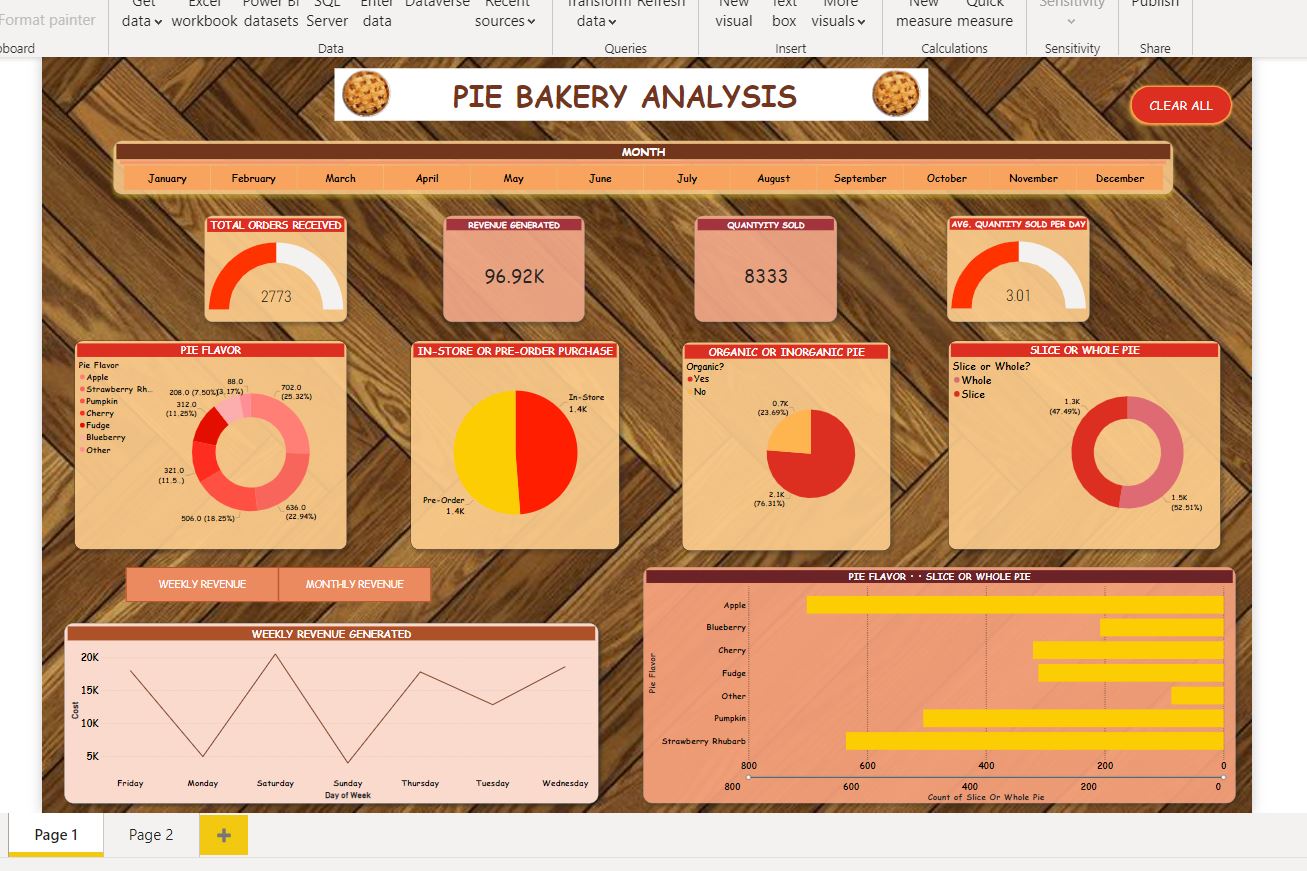 Format painter
Get
data
Excel
workbook
Power BI
datasets
SQL
Server
Enter
data
Dataverse
Recent
sources
Transform
data
Refresh
New
visual
Text
box
More
visuals
New
measure
Quick
measure
Sensitivity
Publish
Data
Queries
Insert
Calculations
Sensitivity
Share
PIE BAKERY ANALYSIS
CLEAR ALL
MONTH
January February March April May June July August September October November December
TOTAL ORDERS RECEIVED
2773
REVENUE GENERATED
96.92K
QUANTYITY SOLD
8333
AVG. QUANTITY SOLD PER DAY
3.01
PIE FLAVOR
Pie Flavor
Apple
Strawberry Rh...
Pumpkin
Cherry
Fudge
Blueberry
Other
88.0
(3.17%)
208.0 (7.50%)
702.0
(25.32%)
312.0
(11.25%)
321.0
(11.5..)
506.0 (18.25%)
636.0
(22.94%)
IN-STORE OR PRE-ORDER PURCHASE
In-Store
1.4K
Pre-Order
1.4K
ORGANIC OR INORGANIC PIE
Organic?
Yes
No
0.7K
(23.69%)
2.1K
(76.31%)
SLICE OR WHOLE PIE
Slice or Whole?
Whole
Slice
1.3K
(47.49%)
1.5K
(52.51%)
WEEKLY REVENUE
MONTHLY REVENUE
WEEKLY REVENUE GENERATED
Cost
20K
15K
10K
5K
Friday Monday Saturday Sunday Thursday Tuesday Wednesday
Day of Week
PIE FLAVOR · · SLICE OR WHOLE PIE
Pie Flavor
Apple
Blueberry
Cherry
Fudge
Other
Pumpkin
Strawberry Rhubarb
800 600 400 200 0
800 600 400 200 0
Count of Slice Or Whole Pie
Page 1
Page 2